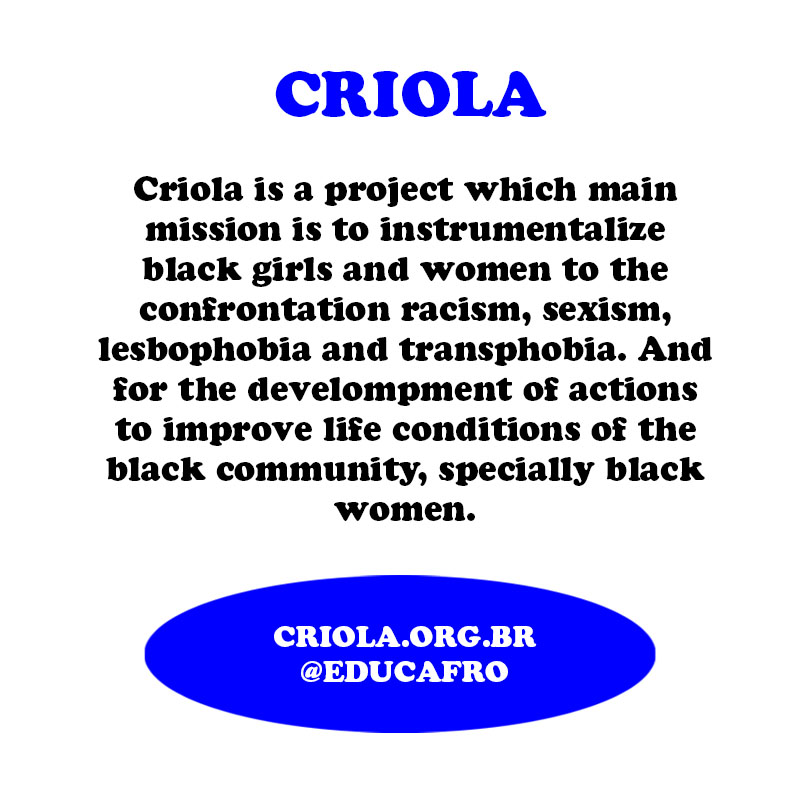 CRIOLA
Criola is a project which main
mission is to instrumentalize
black girls and women to the
confrontation racism, sexism,
lesbophobia and transphobia. And
for the develompment of actions
to improve life conditions of the
black community, specially black
women.
CRIOLA.ORG.BR
@EDUCAFRO